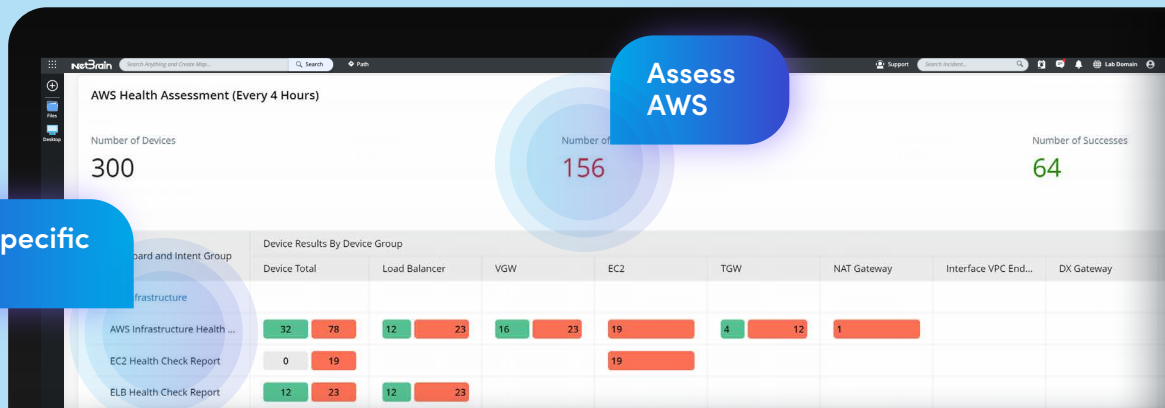 NetBrain Search Anything and Create Map... Search Path Support Search Incident... Lab Domain
Assess
AWS
Files
Desktop
AWS Health Assessment (Every 4 Hours)
Number of Devices Number of Number of Successes
300 156 64
pecific
oard and Intent Group Device Results By Device Group
Device Total Load Balancer VGW EC2 TGW NAT Gateway Interface VPC End... DX Gateway
frastructure
AWS Infrastructure Health ... 32 78 12 23 16 23 19 4 12 1
EC2 Health Check Report 0 19 19
ELB Health Check Report 12 23 12 23